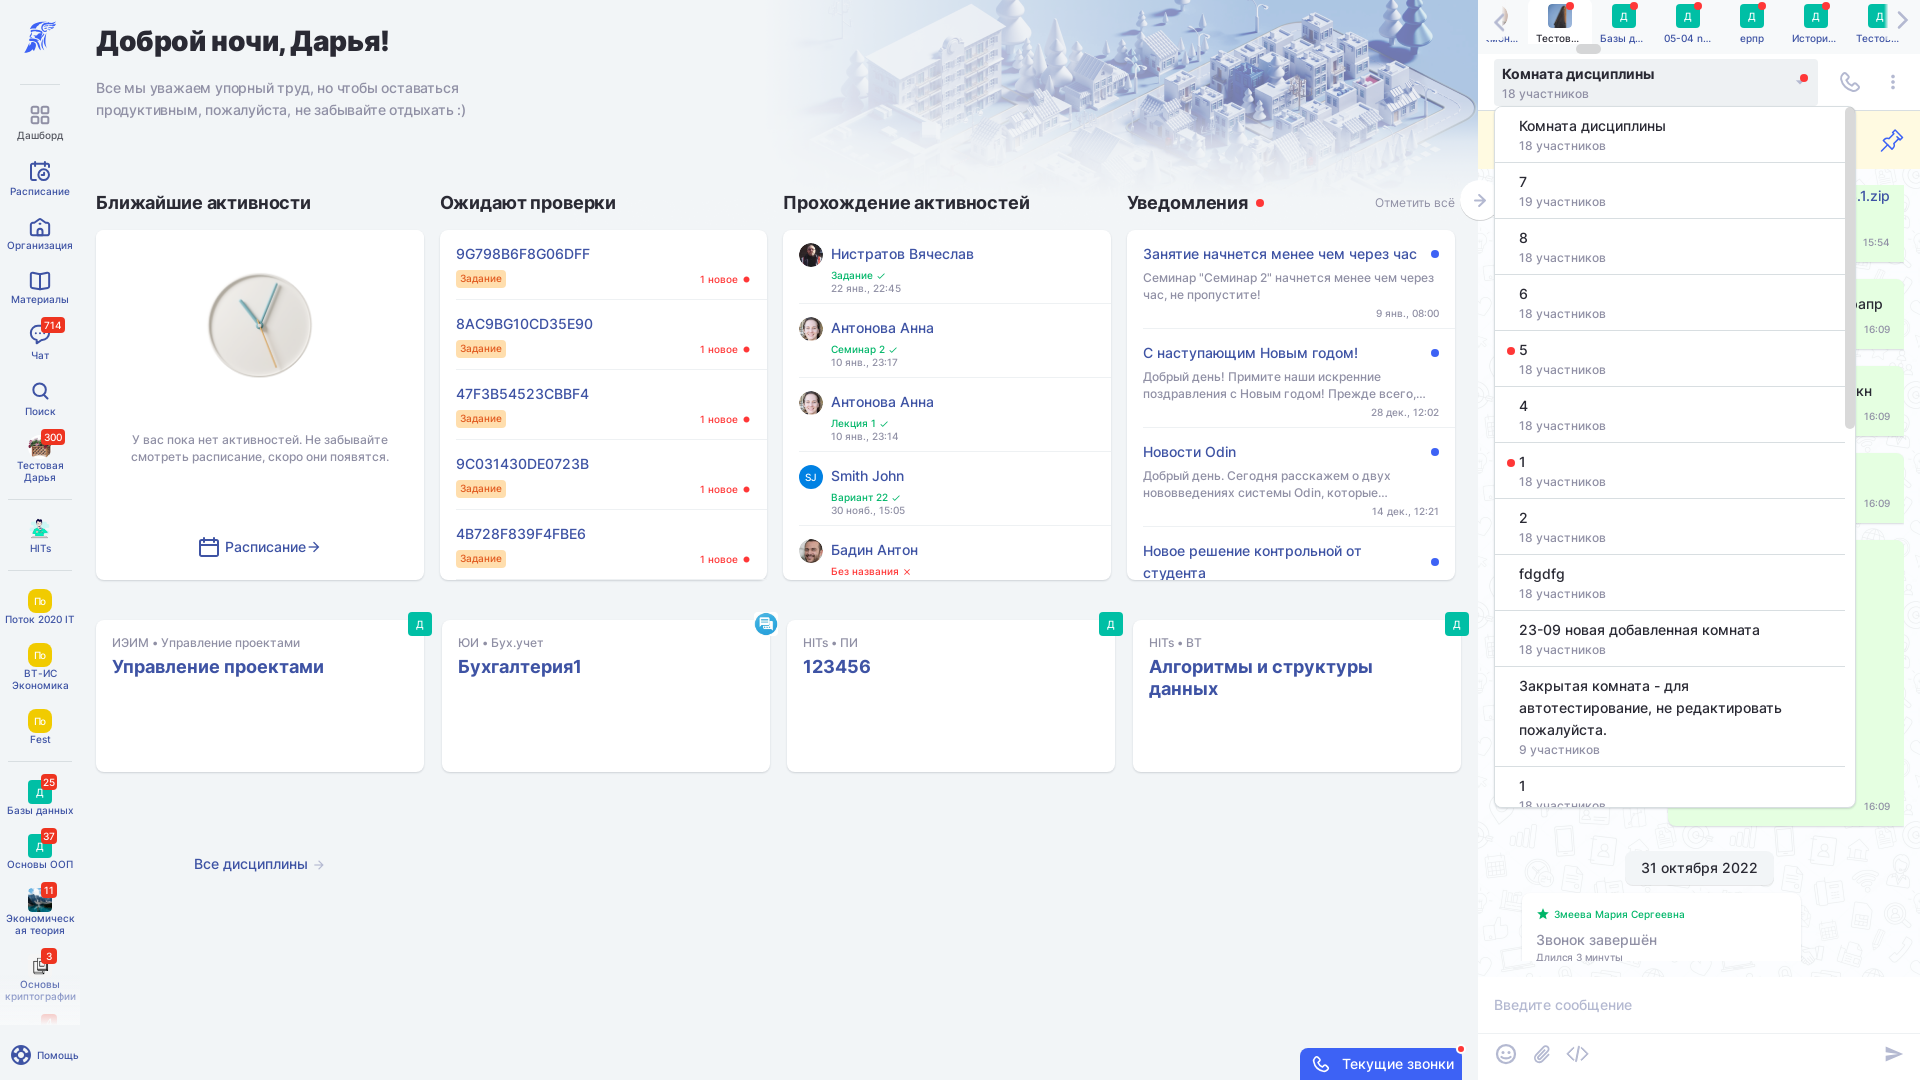 Дашборд
Расписание
Организация
Материалы
714
Чат
Поиск
300
Тестовая
Дарья
HITs
По
Поток 2020 IT
По
ВТ-ИС
Экономика
По
Fest
25
Д
Базы данных
37
Д
Основы ООП
11
Экономическ
ая теория
3
Основы
криптографии
Помощь
Доброй ночи, Дарья!
Все мы уважаем упорный труд, но чтобы оставаться
продуктивным, пожалуйста, не забывайте отдыхать :)
Ближайшие активности
У вас пока нет активностей. Не забывайте
смотреть расписание, скоро они появятся.
Расписание
Ожидают проверки
9G798B6F8G06DFF
Задание
1 новое
8AC9BG10CD35E90
Задание
1 новое
47F3B54523CBBF4
Задание
1 новое
9C031430DE0723B
Задание
1 новое
4B728F839F4FBE6
Задание
1 новое
Прохождение активностей
Нистратов Вячеслав
Задание
22 янв., 22:45
Антонова Анна
Семинар 2
10 янв., 23:17
Антонова Анна
Лекция 1
10 янв., 23:14
SJ
Smith John
Вариант 22
30 нояб., 15:05
Бадин Антон
Без названия
Уведомления
Отметить всё
Занятие начнется менее чем через час
Семинар "Семинар 2" начнется менее чем через
час, не пропустите!
9 янв., 08:00
С наступающим Новым годом!
Добрый день! Примите наши искренние
поздравления с Новым годом! Прежде всего,...
28 дек., 12:02
Новости Odin
Добрый день. Сегодня расскажем о двух
нововведениях системы Odin, которые...
14 дек., 12:21
Новое решение контрольной от
студента
Д
ИЭИМ • Управление проектами
Управление проектами
ЮИ • Бух.учет
Бухгалтерия1
Д
HITs • ПИ
123456
Д
HITs • ВТ
Алгоритмы и структуры
данных
Все дисциплины
Текущие звонки
Тестов...
Д
Базы д...
Д
05-04 п...
Д
ерпр
Д
Истори...
Д
Тестов...
Комната дисциплины
18 участников
Комната дисциплины
18 участников
7
19 участников
8
18 участников
6
18 участников
5
18 участников
4
18 участников
1
18 участников
2
18 участников
fdgdfg
18 участников
23-09 новая добавленная комната
18 участников
Закрытая комната - для
автотестирование, не редактировать
пожалуйста.
9 участников
1
18 участников
.1.zip
15:54
апр
16:09
кн
16:09
16:09
16:09
31 октября 2022
Змеева Мария Сергеевна
Звонок завершён
Длился 3 минуты
Введите сообщение